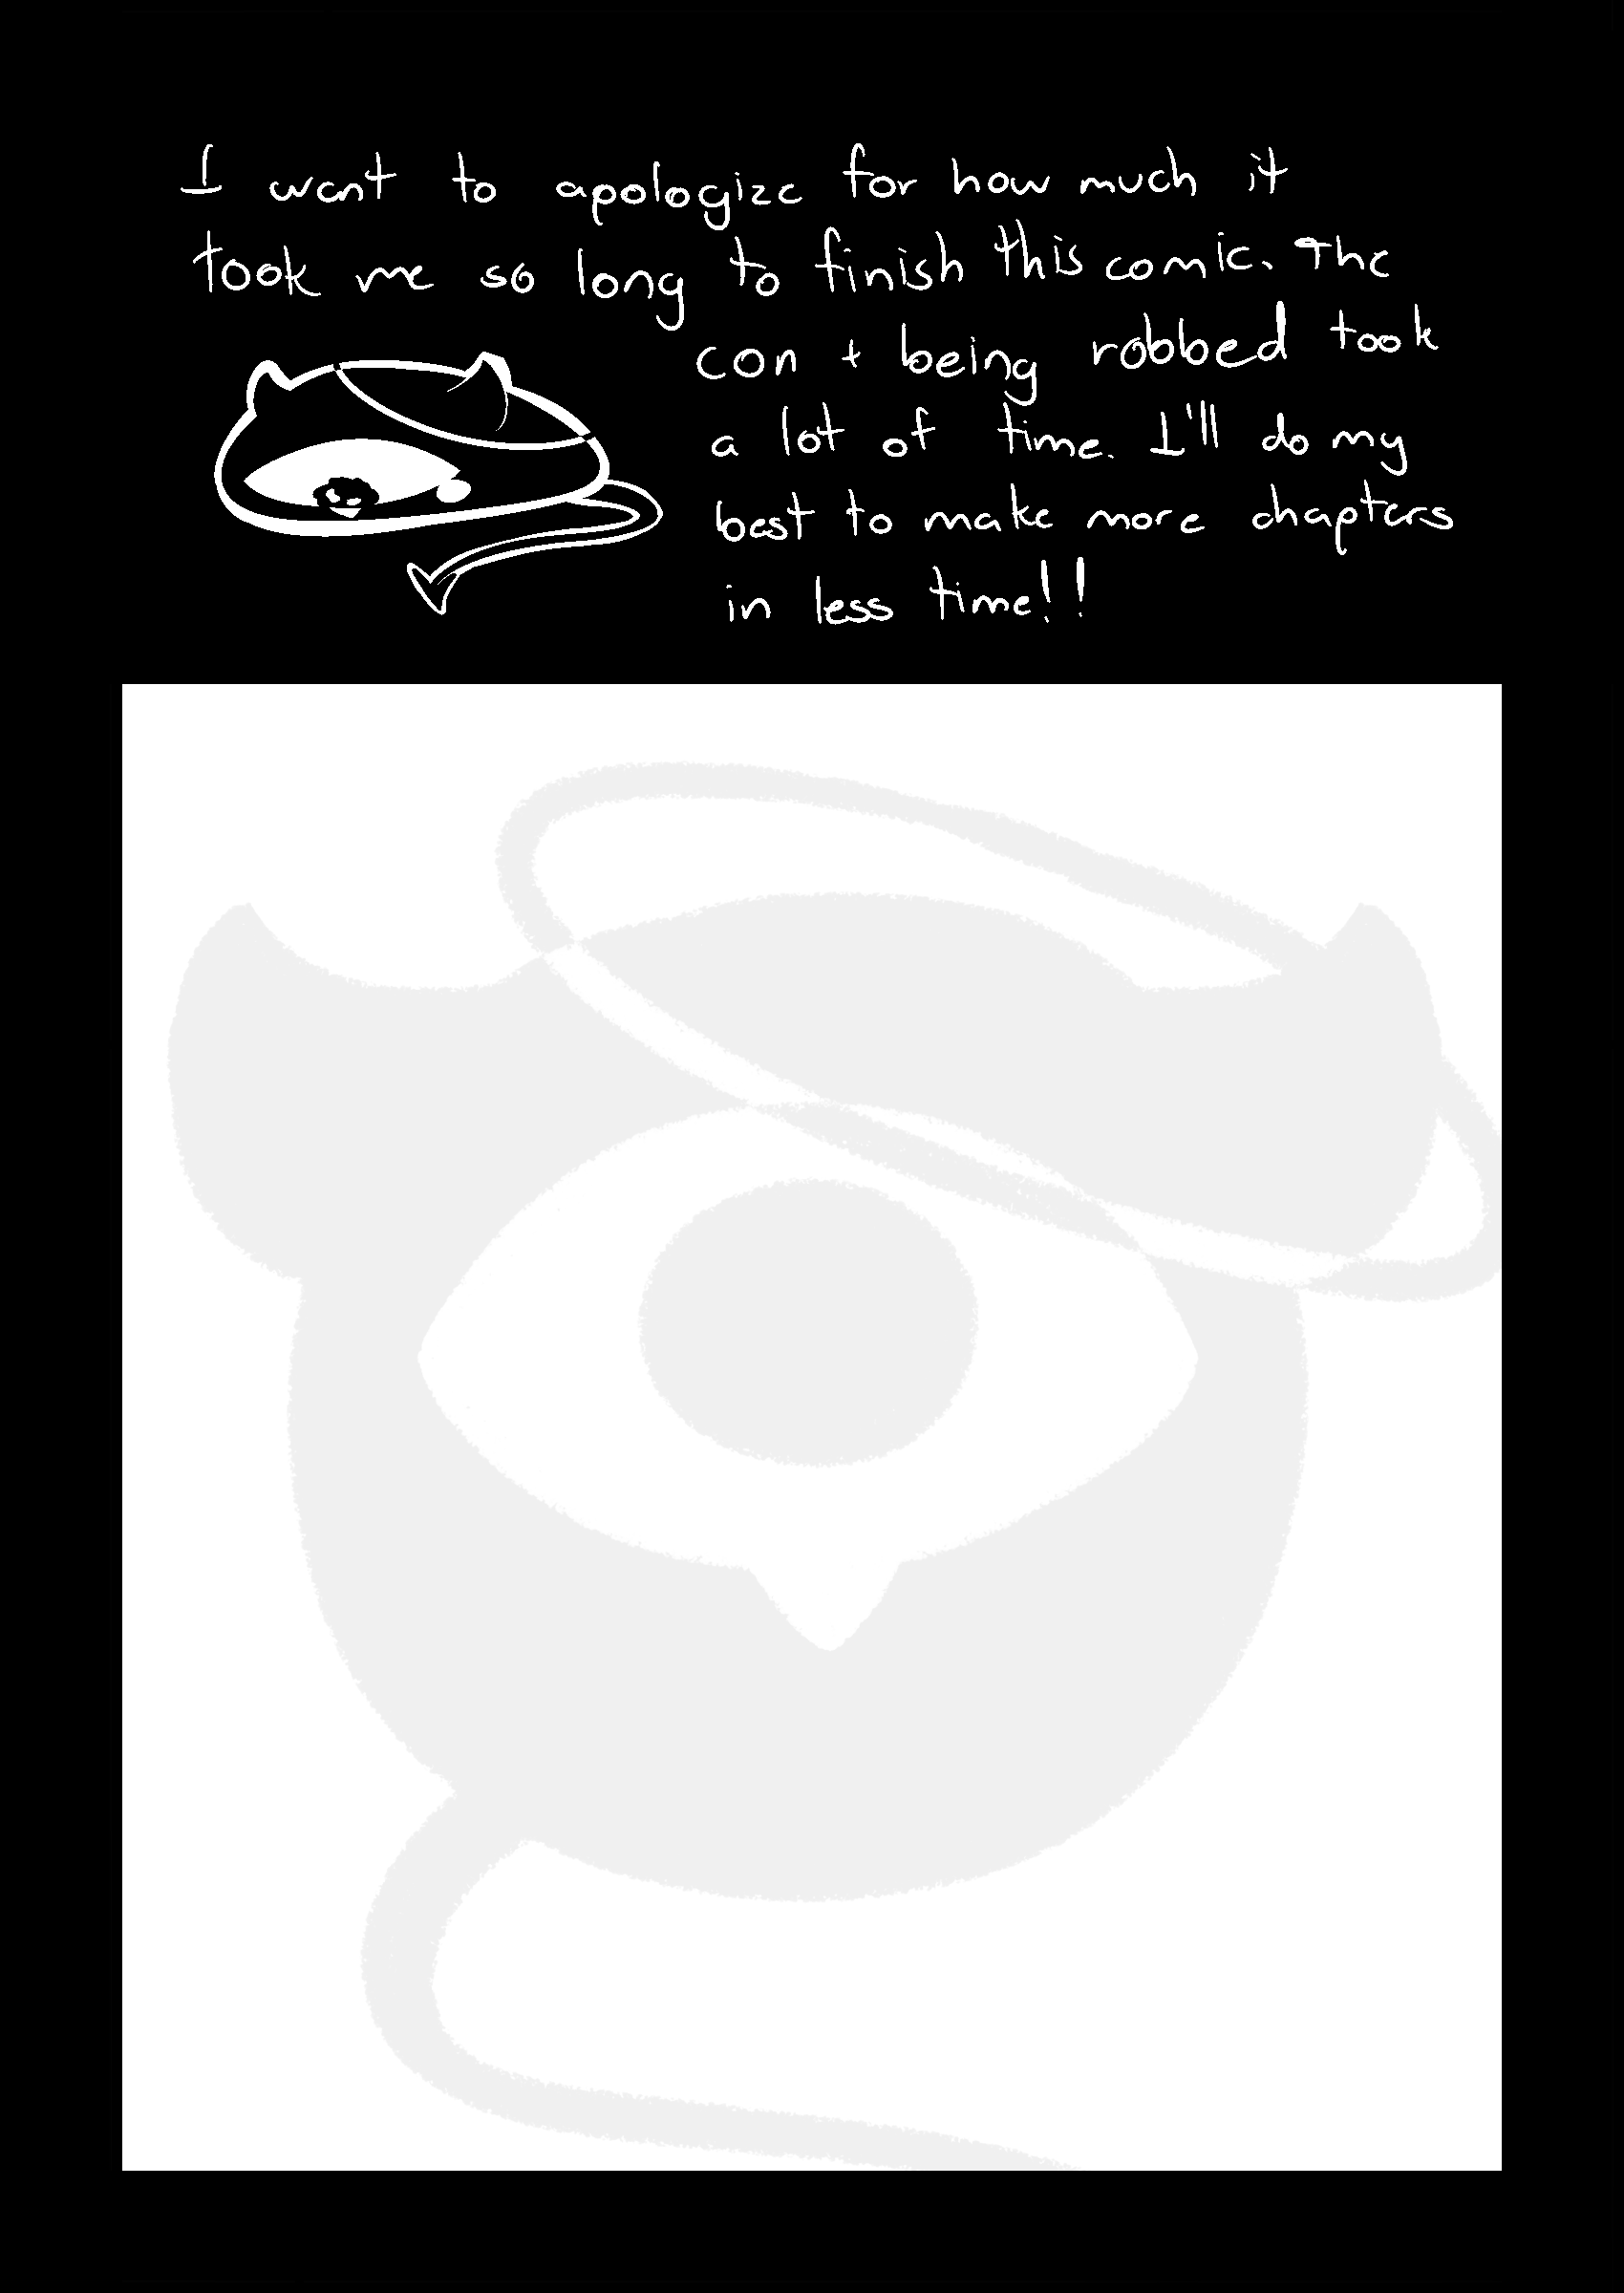 I want to apologize for how much it
took me so long to finish this comic. The
con + being robbed took
a lot of time. I'll do my
best to make more chapters
in less time!!